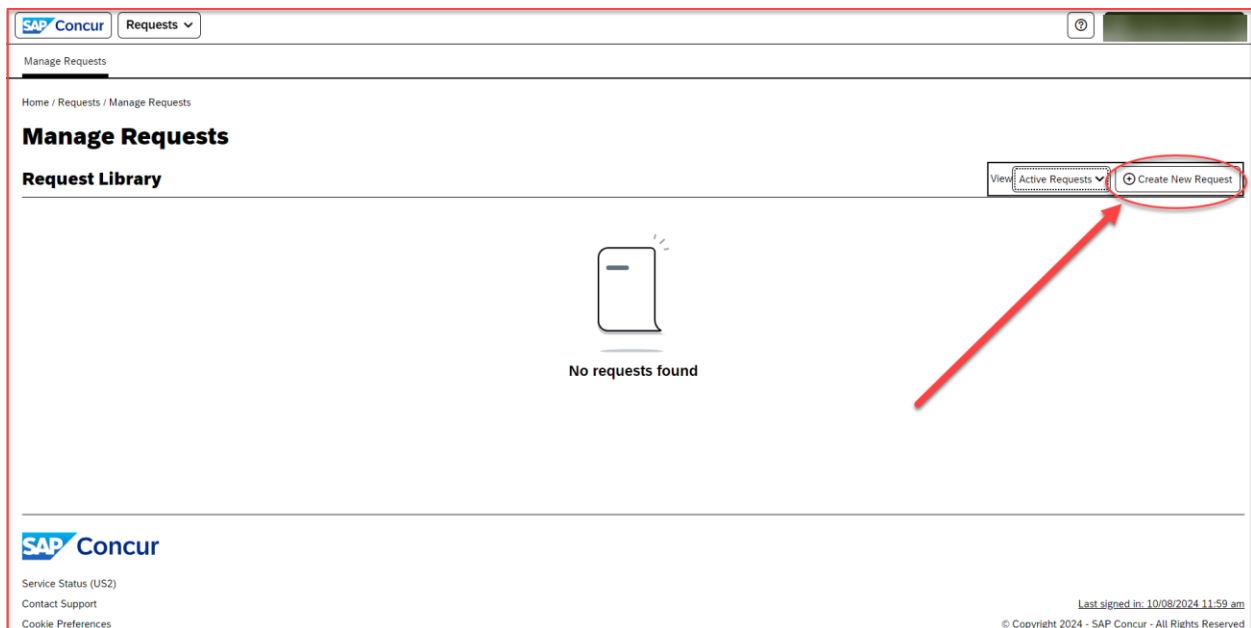 SAP Concur Requests
Manage Requests
Home / Requests / Manage Requests
Manage Requests
Request Library
View: Active Requests Create New Request
No requests found
SAP Concur
Service Status (US2)
Contact Support
Last signed in: 10/08/2024 11:59 am
Cookie Preferences
© Copyright 2024 - SAP Concur - All Rights Reserved